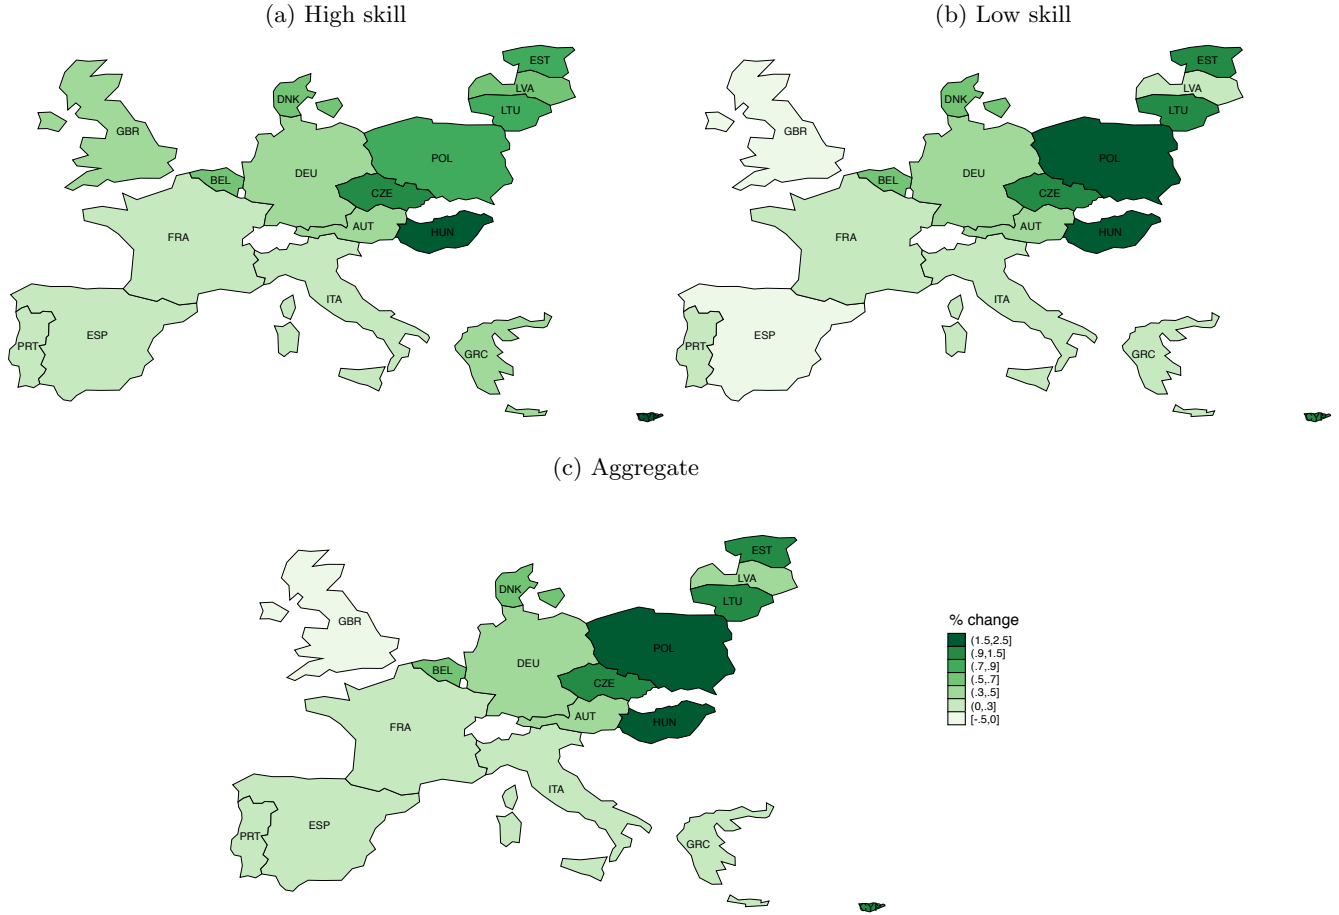 (a) High skill
(b) Low skill
EST
LVA
LTU
DNK
GBR
POL
DEU
BEL
CZE
AUT
HUN
FRA
ITA
ESP
PRT
GRC
EST
LVA
LTU
DNK
GBR
POL
DEU
BEL
CZE
AUT
HUN
FRA
ITA
ESP
PRT
GRC
(c) Aggregate
EST
LVA
LTU
DNK
GBR
POL
DEU
BEL
CZE
AUT
HUN
FRA
ITA
ESP
PRT
GRC
% change
(1.5,2.5]
(.9,1.5]
(.7,.9]
(.5,.7]
(.3,.5]
(0,.3]
[-.5,0]